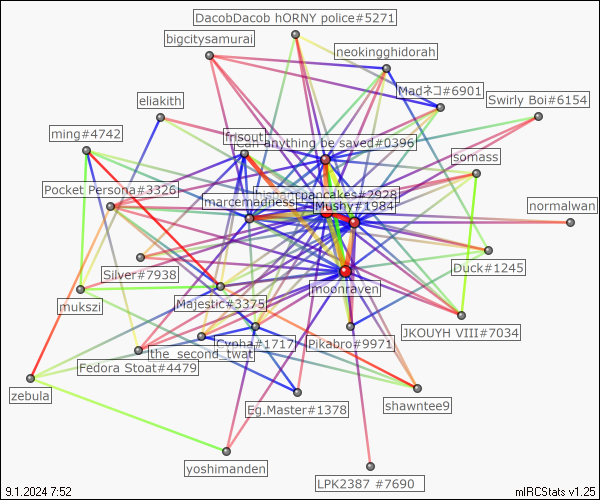 DacobDacob hORNY police#5271
bigcitysamurai
neokingghidorah
Madネコ#6901
Swirly Boi#6154
eliakith
ming#4742
frisout
can anything be saved#0396
somass
Pocket Persona#3326
thispancpancakes#2928
marcemadness
Mushy#1984
normalwan
Silver#7938
Duck#1245
moonraven
mukszi
Majestic#3375
JKOUYH VIII#7034
Cypha#1717
Pikabro#9971
the_second_twat
Fedora Stoat#4479
zebula
Eg.Master#1378
shawntee9
yoshimanden
LPK2387 #7690
9.1.2024 7:52
mIRCStats v1.25